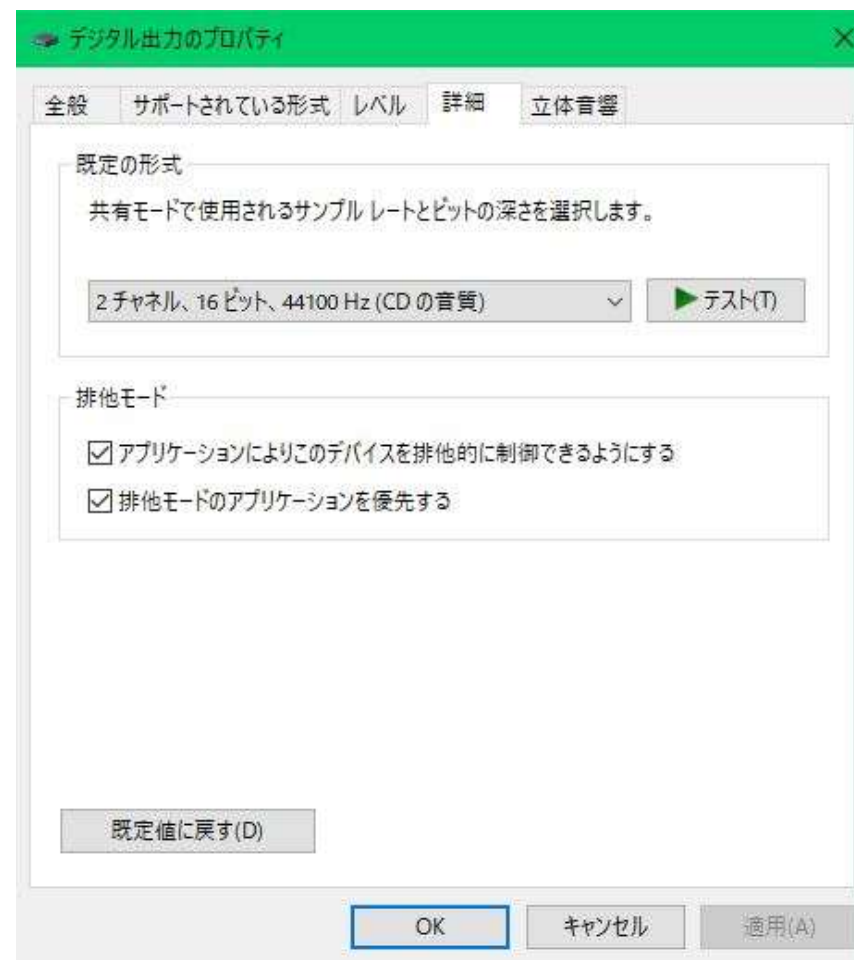 デジタル出力のプロパティ
全般 サポートされている形式 レベル 詳細 立体音響
既定の形式
共有モードで使用されるサンプル レートとビットの深さを選択します。
2 チャネル、16 ビット、44100 Hz (CD の音質) テスト(T)
排他モード
アプリケーションによりこのデバイスを排他的に制御できるようにする
排他モードのアプリケーションを優先する
既定値に戻す(D)
OK キャンセル 適用(A)